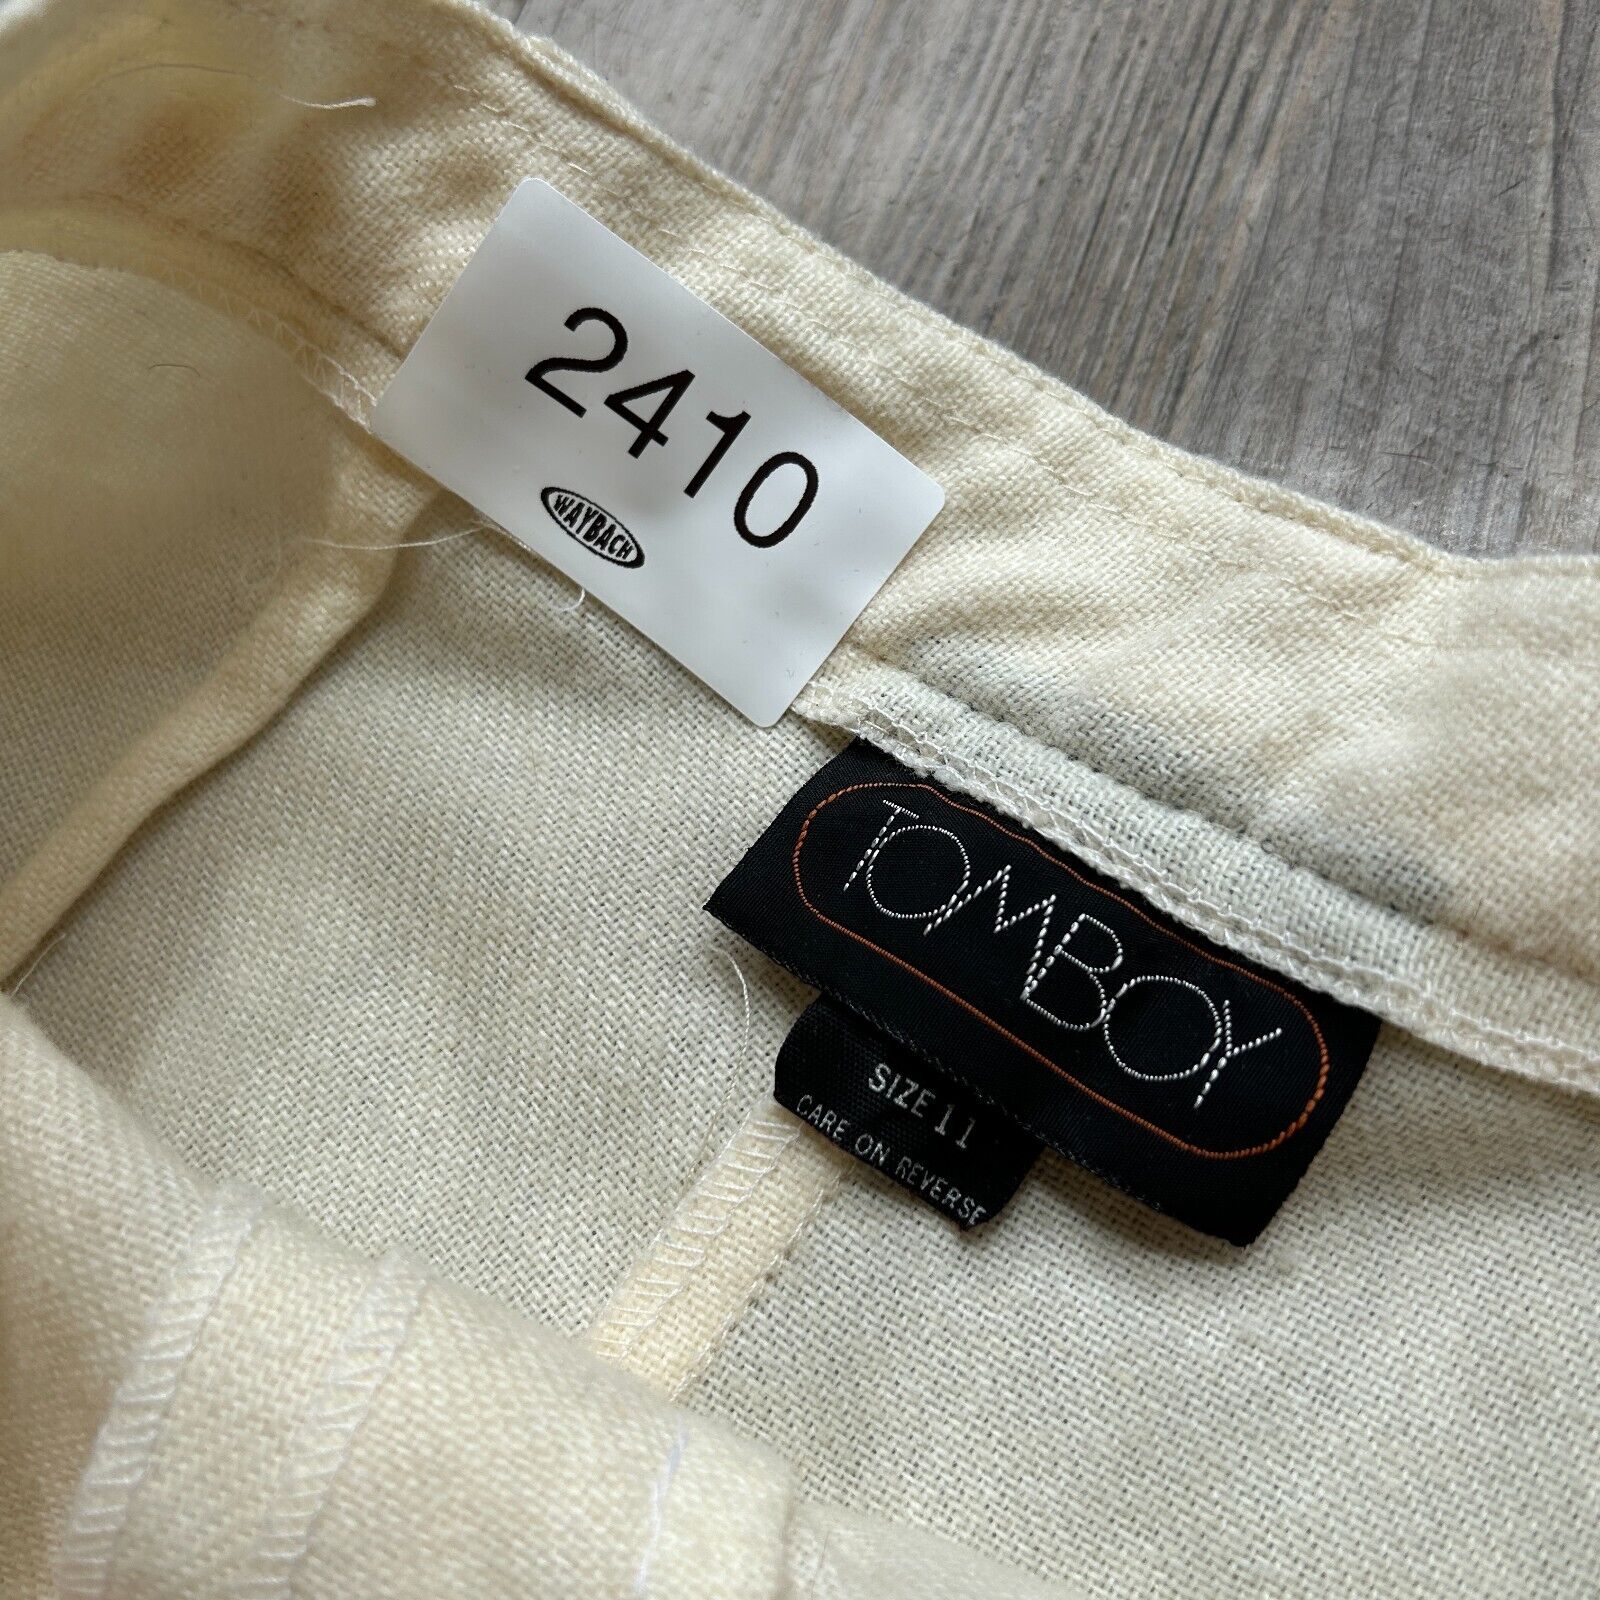 2410
WAYBACH
TOMBOY
SIZE 11
CARE ON REVERSE